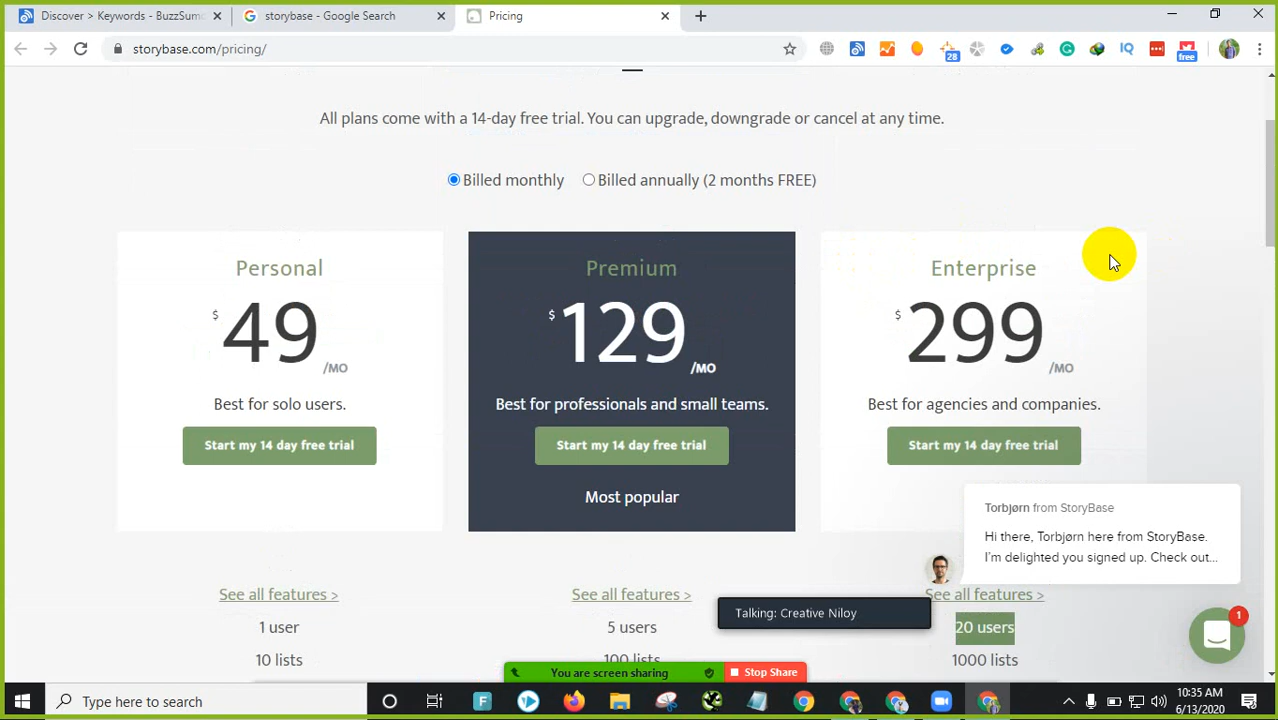 Discover > Keywords - BuzzSum
storybase - Google Search
Pricing
storybase.com/pricing/
28
IQ
free
All plans come with a 14-day free trial. You can upgrade, downgrade or cancel at any time.
Billed monthly
Billed annually (2 months FREE)
Personal
Premium
Enterprise
$ 49 /MO
$ 129 /MO
$ 299 /MO
Best for solo users.
Best for professionals and small teams.
Best for agencies and companies.
Start my 14 day free trial
Start my 14 day free trial
Start my 14 day free trial
Most popular
Torbjørn from StoryBase
Hi there, Torbjørn here from StoryBase.
I'm delighted you signed up. Check out...
See all features >
See all features >
See all features >
Talking: Creative Niloy
1
1 user
5 users
20 users
10 lists
100 lists
1000 lists
You are screen sharing
Stop Share
Type here to search
F
10:35 AM
6/13/2020